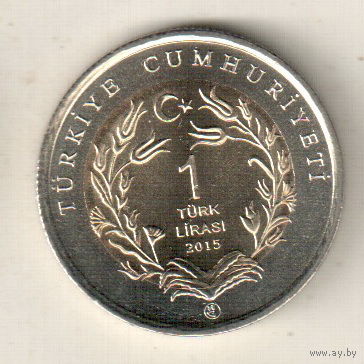 TÜRKİYE CUMHURİYETİ
1
TÜRK
LİRASI
2015
www.ay.by